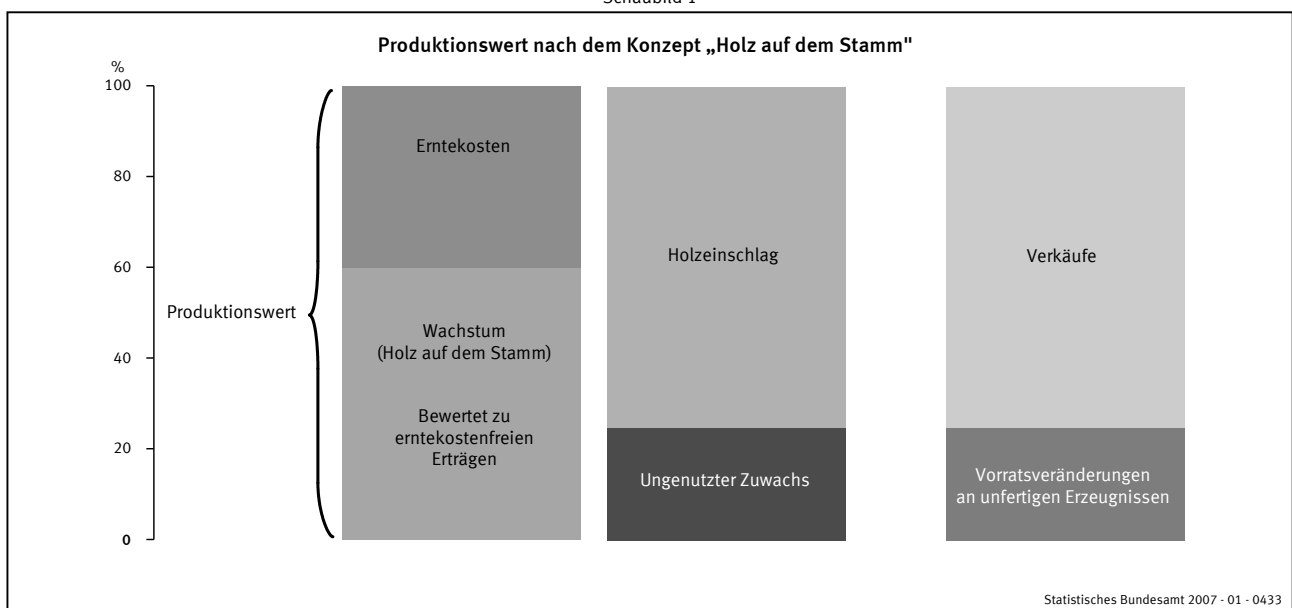 Schaubild 1
Produktionswert nach dem Konzept „Holz auf dem Stamm"
%
100
80
60
40
20
0
Produktionswert
Erntekosten
Wachstum
(Holz auf dem Stamm)
Bewertet zu
erntekostenfreien
Erträgen
Holzeinschlag
Ungenutzter Zuwachs
Verkäufe
Vorratsveränderungen
an unfertigen Erzeugnissen
Statistisches Bundesamt 2007 - 01 - 0433